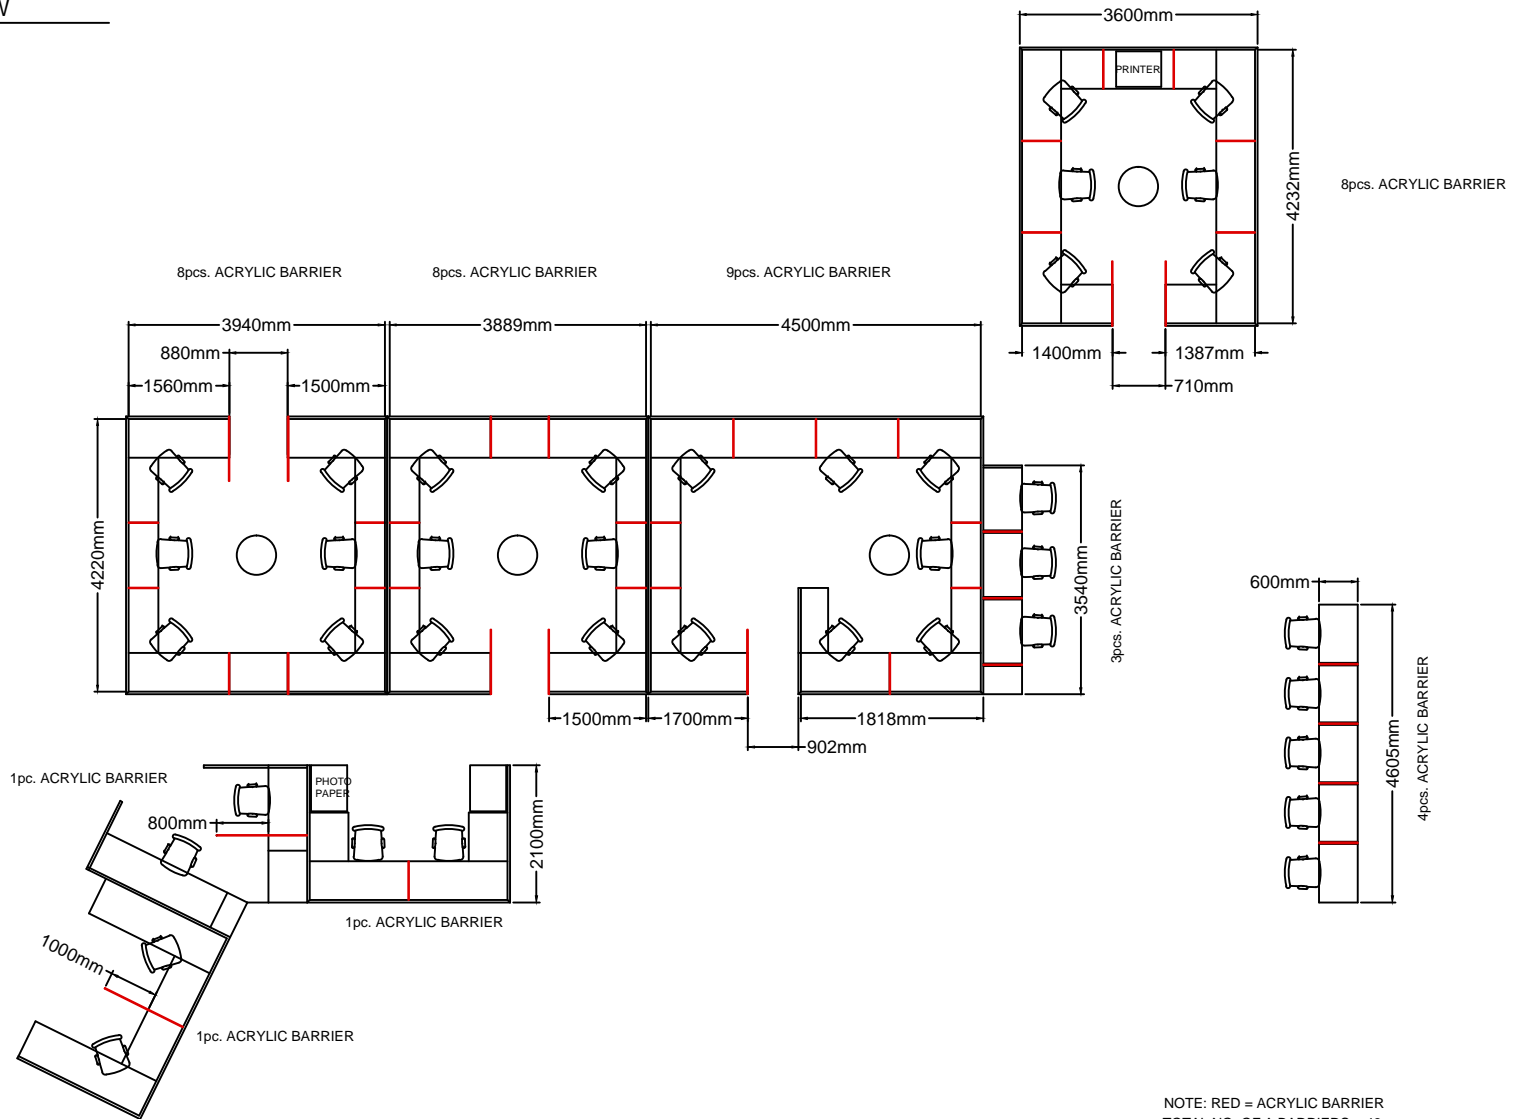 3600mm
PRINTER
4232mm
8pcs. ACRYLIC BARRIER
1400mm
1387mm
710mm
8pcs. ACRYLIC BARRIER
8pcs. ACRYLIC BARRIER
9pcs. ACRYLIC BARRIER
3940mm
3889mm
4500mm
880mm
1560mm
1500mm
4220mm
3540mm
3pcs. ACRYLIC BARRIER
1500mm
1700mm
1818mm
902mm
600mm
4605mm
4pcs. ACRYLIC BARRIER
1pc. ACRYLIC BARRIER
PHOTO
PAPER
800mm
2100mm
1pc. ACRYLIC BARRIER
1000mm
1pc. ACRYLIC BARRIER
NOTE: RED = ACRYLIC BARRIER